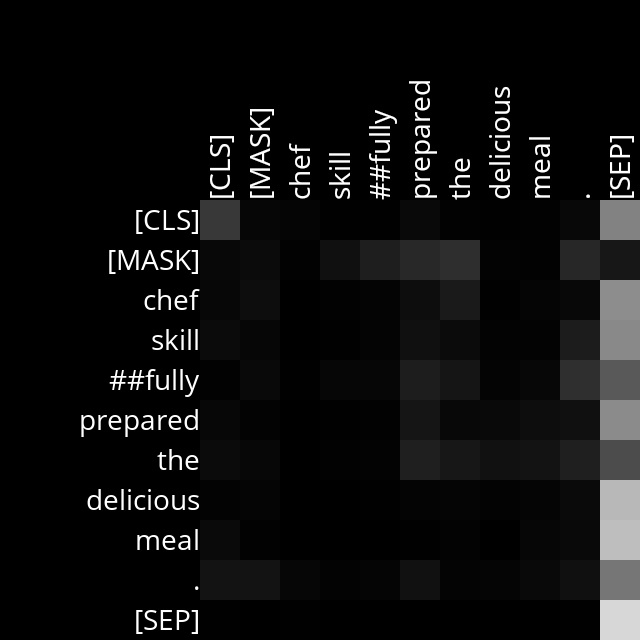 [CLS] [MASK] chef skill ##fully prepared the delicious meal . [SEP]
[CLS]
[MASK]
chef
skill
##fully
prepared
the
delicious
meal
.
[SEP]